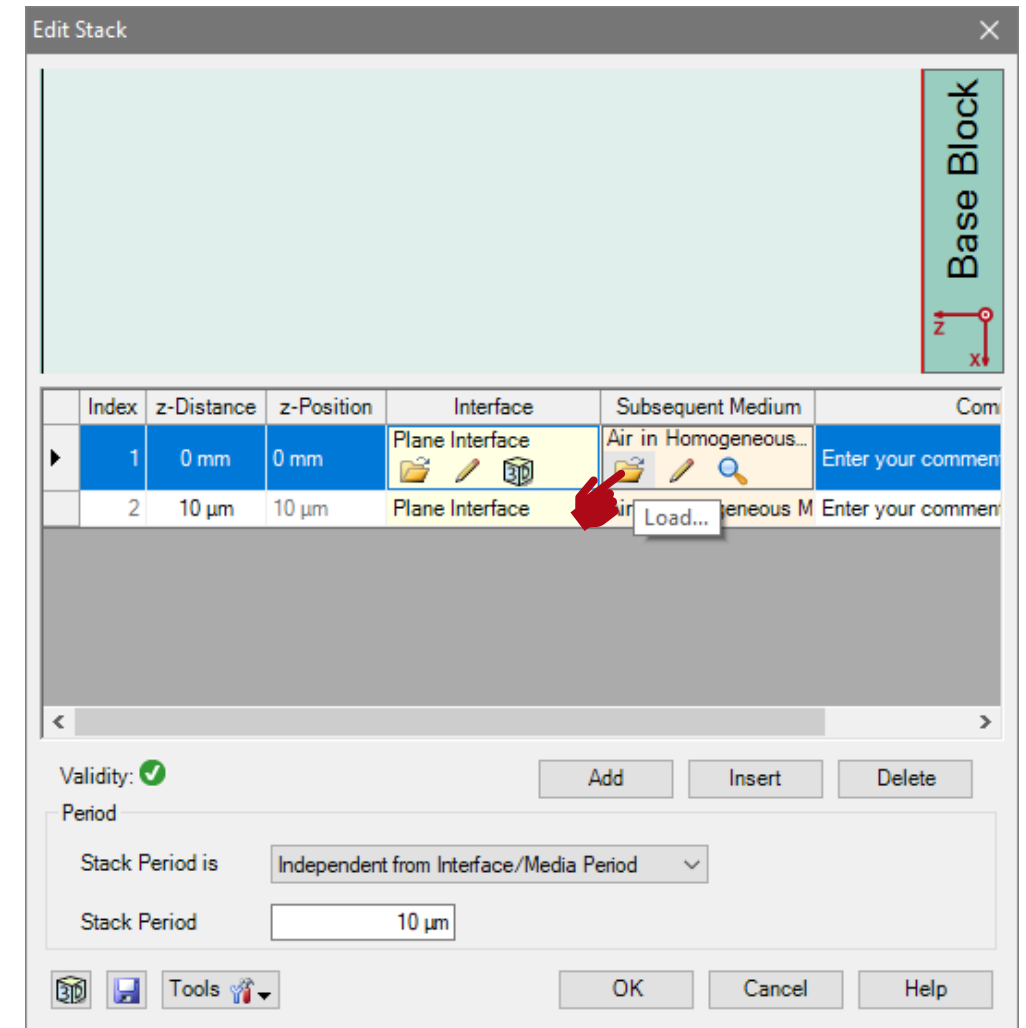 Edit Stack
Base Block
z
x
Index z-Distance z-Position Interface Subsequent Medium Com
1 0 mm 0 mm Plane Interface Air in Homogeneous... Enter your commen
3D
2 10 µm 10 µm Plane Interface Air geneous M Enter your commen
Load...
Validity:
Add Insert Delete
Period
Stack Period is Independent from Interface/Media Period
Stack Period 10 µm
3D Tools OK Cancel Help